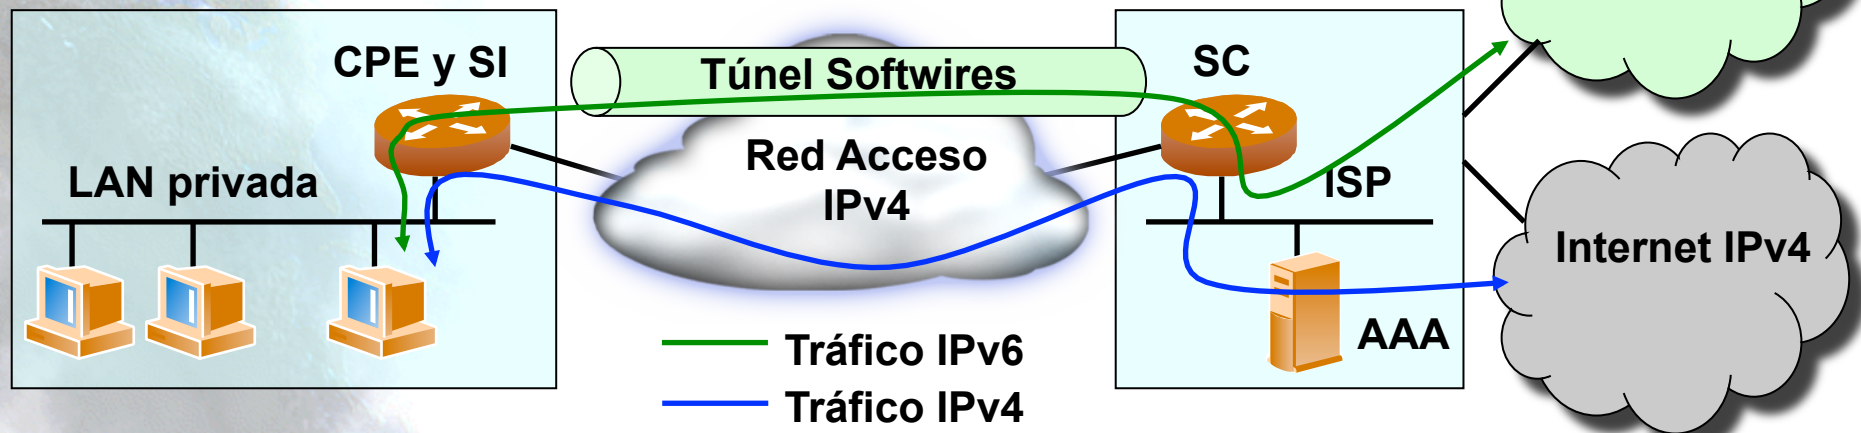 CPE y SI
Túnel Softwires
SC
Red Acceso
IPv4
LAN privada
ISP
Internet IPv4
AAA
Tráfico IPv6
Tráfico IPv4